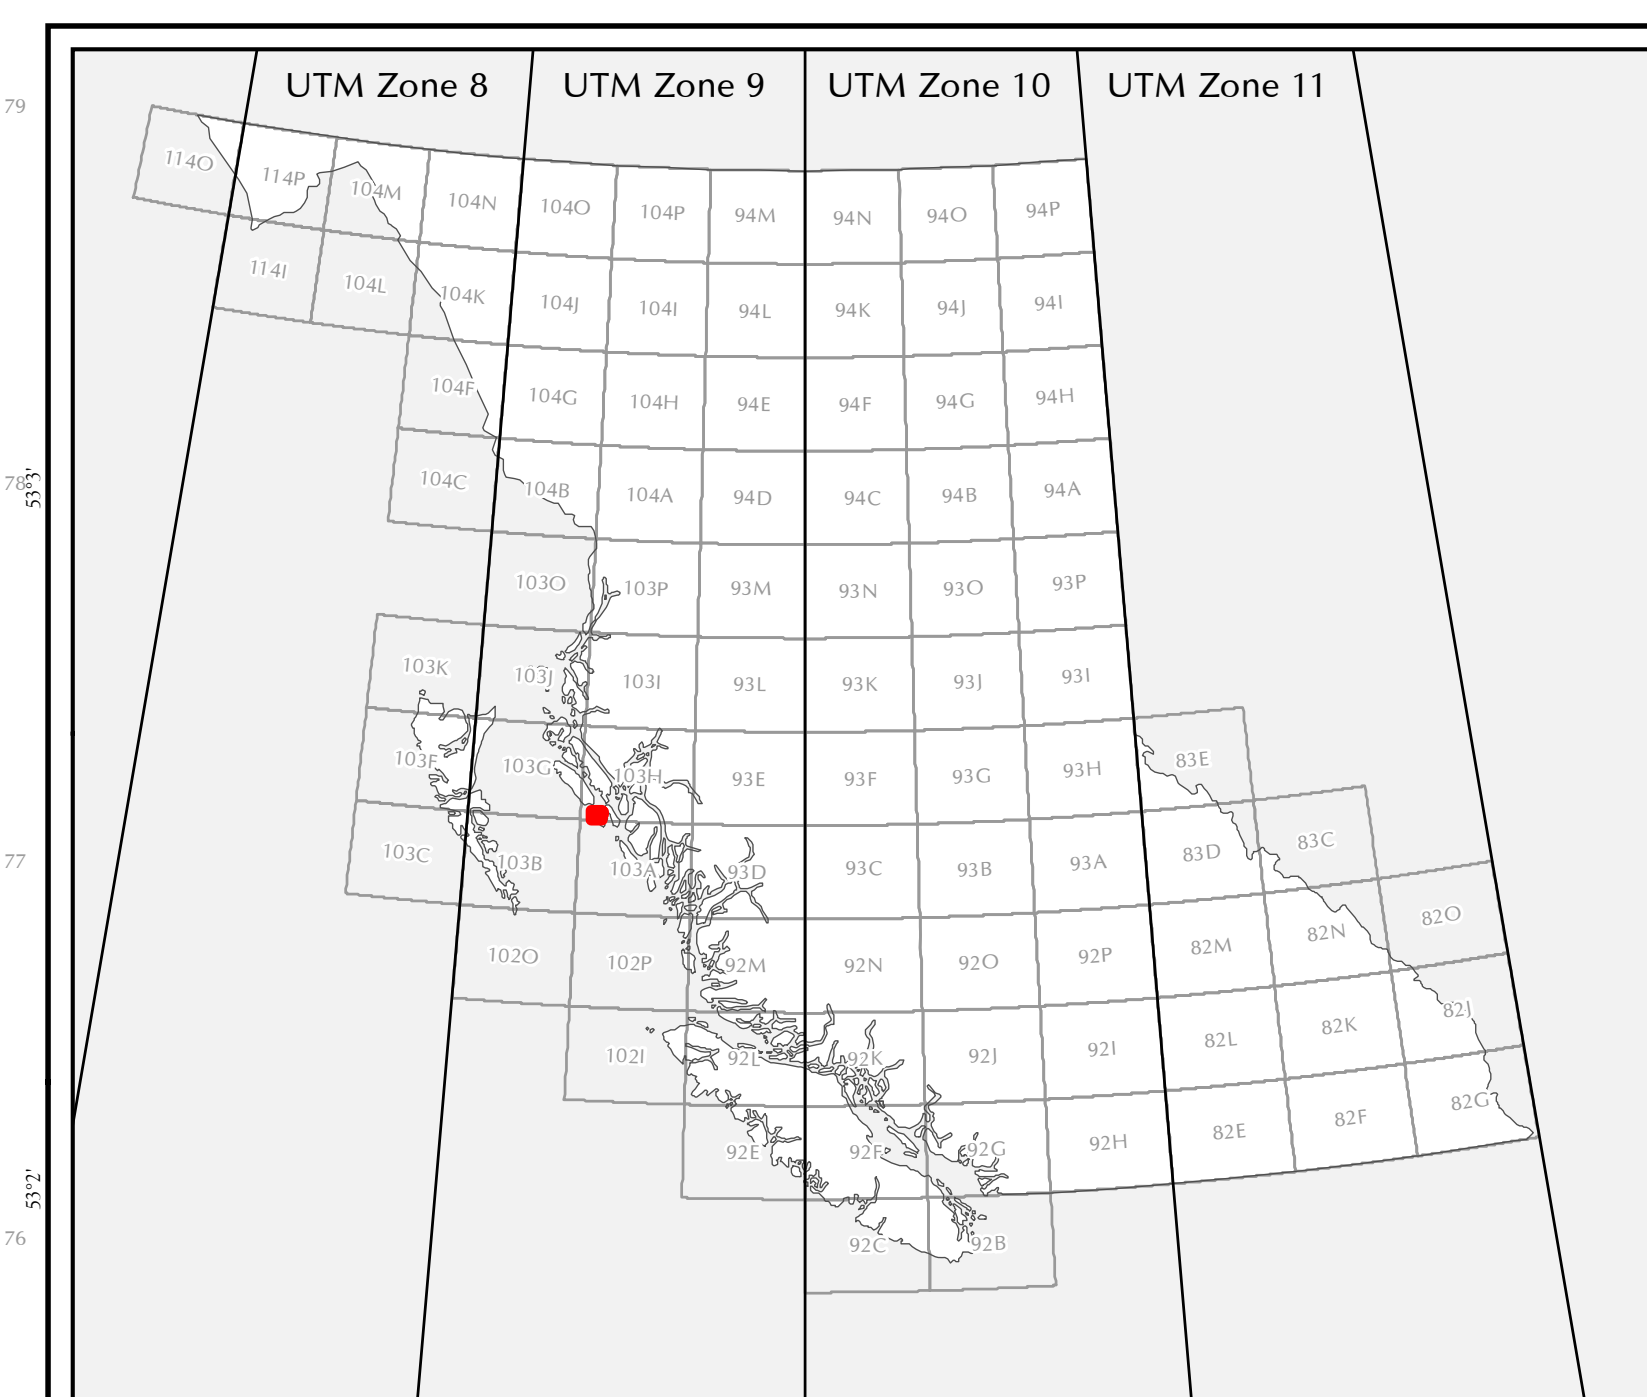 UTM Zone 8 UTM Zone 9 UTM Zone 10 UTM Zone 11
79
114O 114P 104M 104N 104O 104P 94M 94N 94O 94P
114I 104L 104K 104J 104I 94L 94K 94J 94I
104F 104G 104H 94E 94F 94G 94H
78
53°3'
104C 104B 104A 94D 94C 94B 94A
103O 103P 93M 93N 93O 93P
103K 103J 103I 93L 93K 93J 93I
103F 103G 103H 93E 93F 93G 93H 83E
77
103C 103B 103A 93D 93C 93B 93A 83D 83C
102O 102P 92M 92N 92O 92P 82M 82N 82O
102I 92L 92K 92J 92I 82L 82K 82J
53°2'
92E 92F 92G 92H 82E 82F 82G
76
92C 92B